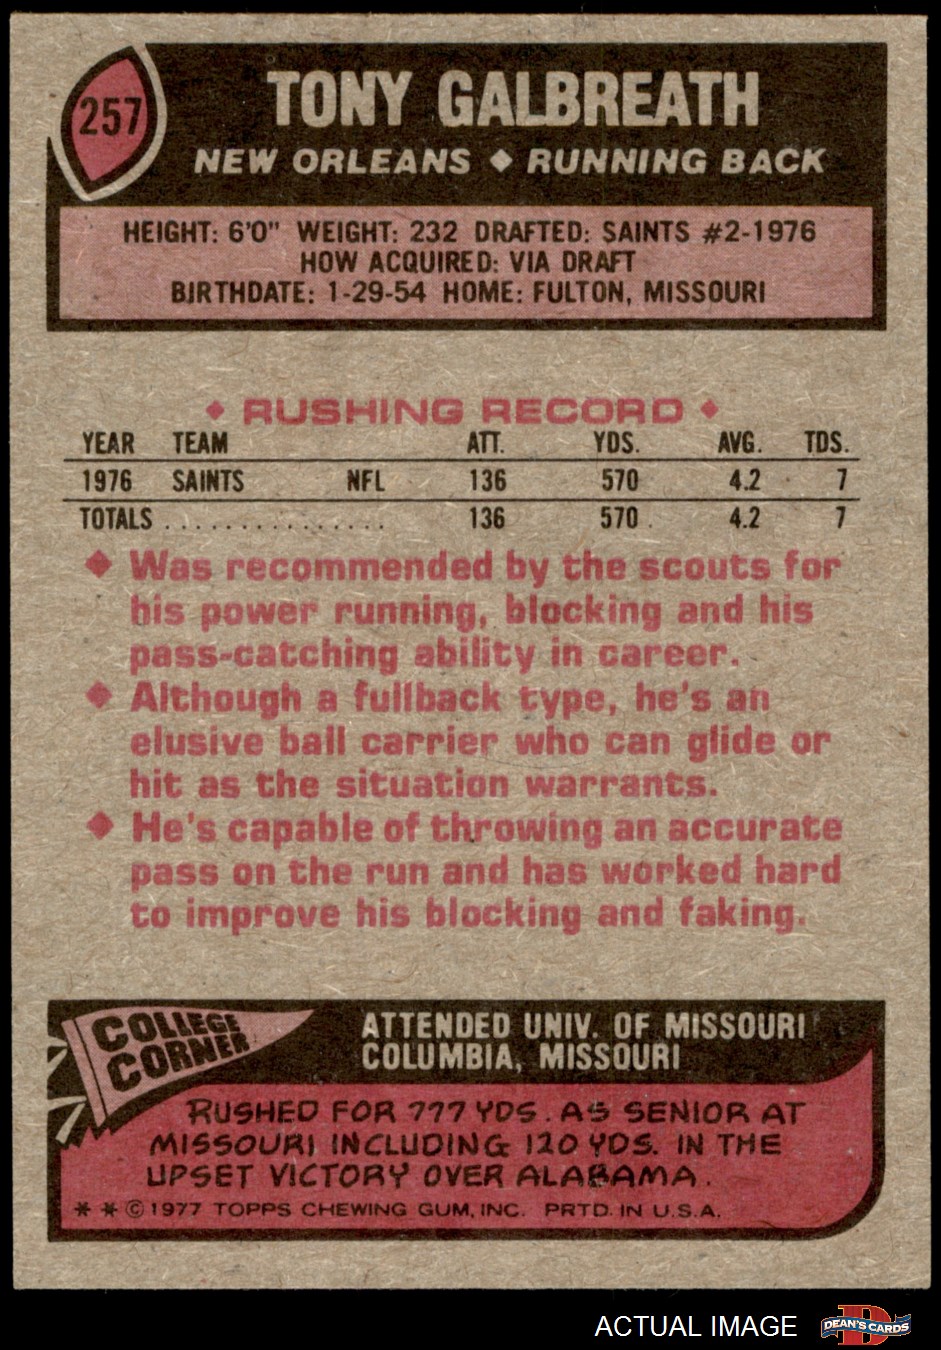 257
TONY GALBREATH
NEW ORLEANS ◆ RUNNING BACK
HEIGHT: 6'0" WEIGHT: 232 DRAFTED: SAINTS #2-1976
HOW ACQUIRED: VIA DRAFT
BIRTHDATE: 1-29-54 HOME: FULTON, MISSOURI
◆ RUSHING RECORD ◆
YEAR TEAM ATT. YDS. AVG. TDS.
1976 SAINTS NFL 136 570 4.2 7
TOTALS ............... 136 570 4.2 7
◆ Was recommended by the scouts for
his power running, blocking and his
pass-catching ability in career.
◆ Although a fullback type, he's an
elusive ball carrier who can glide or
hit as the situation warrants.
◆ He's capable of throwing an accurate
pass on the run and has worked hard
to improve his blocking and faking.
COLLEGE
CORNER
ATTENDED UNIV. OF MISSOURI
COLUMBIA, MISSOURI
RUSHED FOR 777 YDS. AS SENIOR AT
MISSOURI INCLUDING 120 YDS. IN THE
UPSET VICTORY OVER ALABAMA.
* * © 1977 TOPPS CHEWING GUM, INC. PRTD. IN U.S.A.
ACTUAL IMAGE
D
DEAN'S CARDS